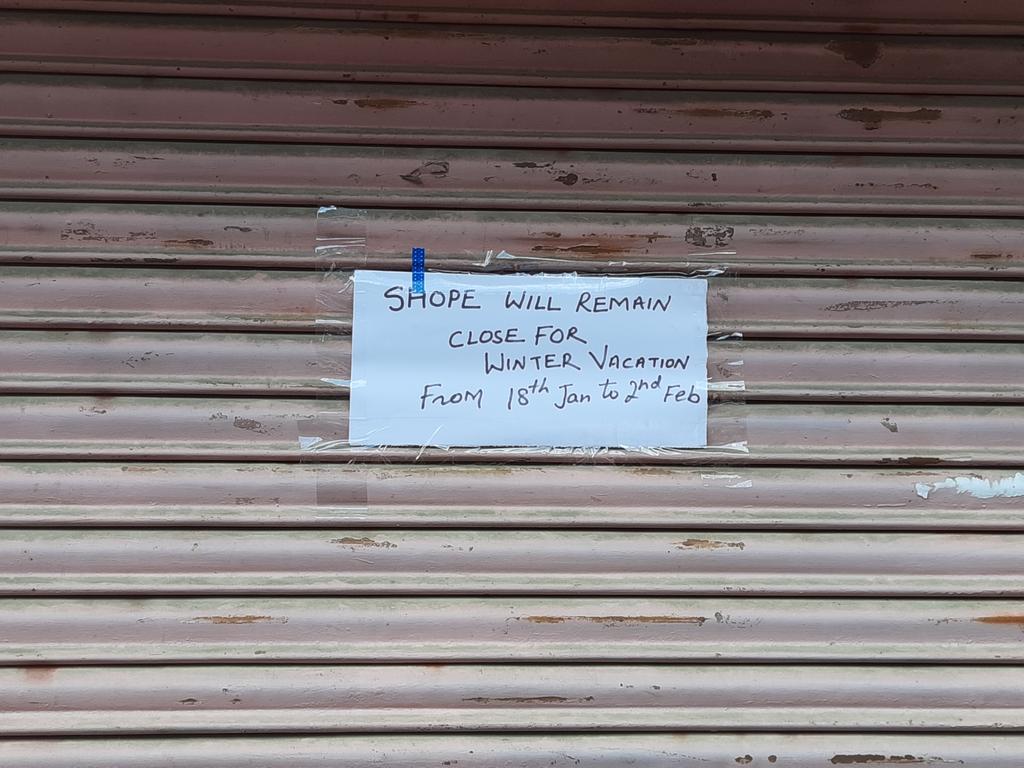 SHOPE WILL REMAIN
CLOSE FOR
WINTER VACATION
FROM 18th Jan to 2nd Feb